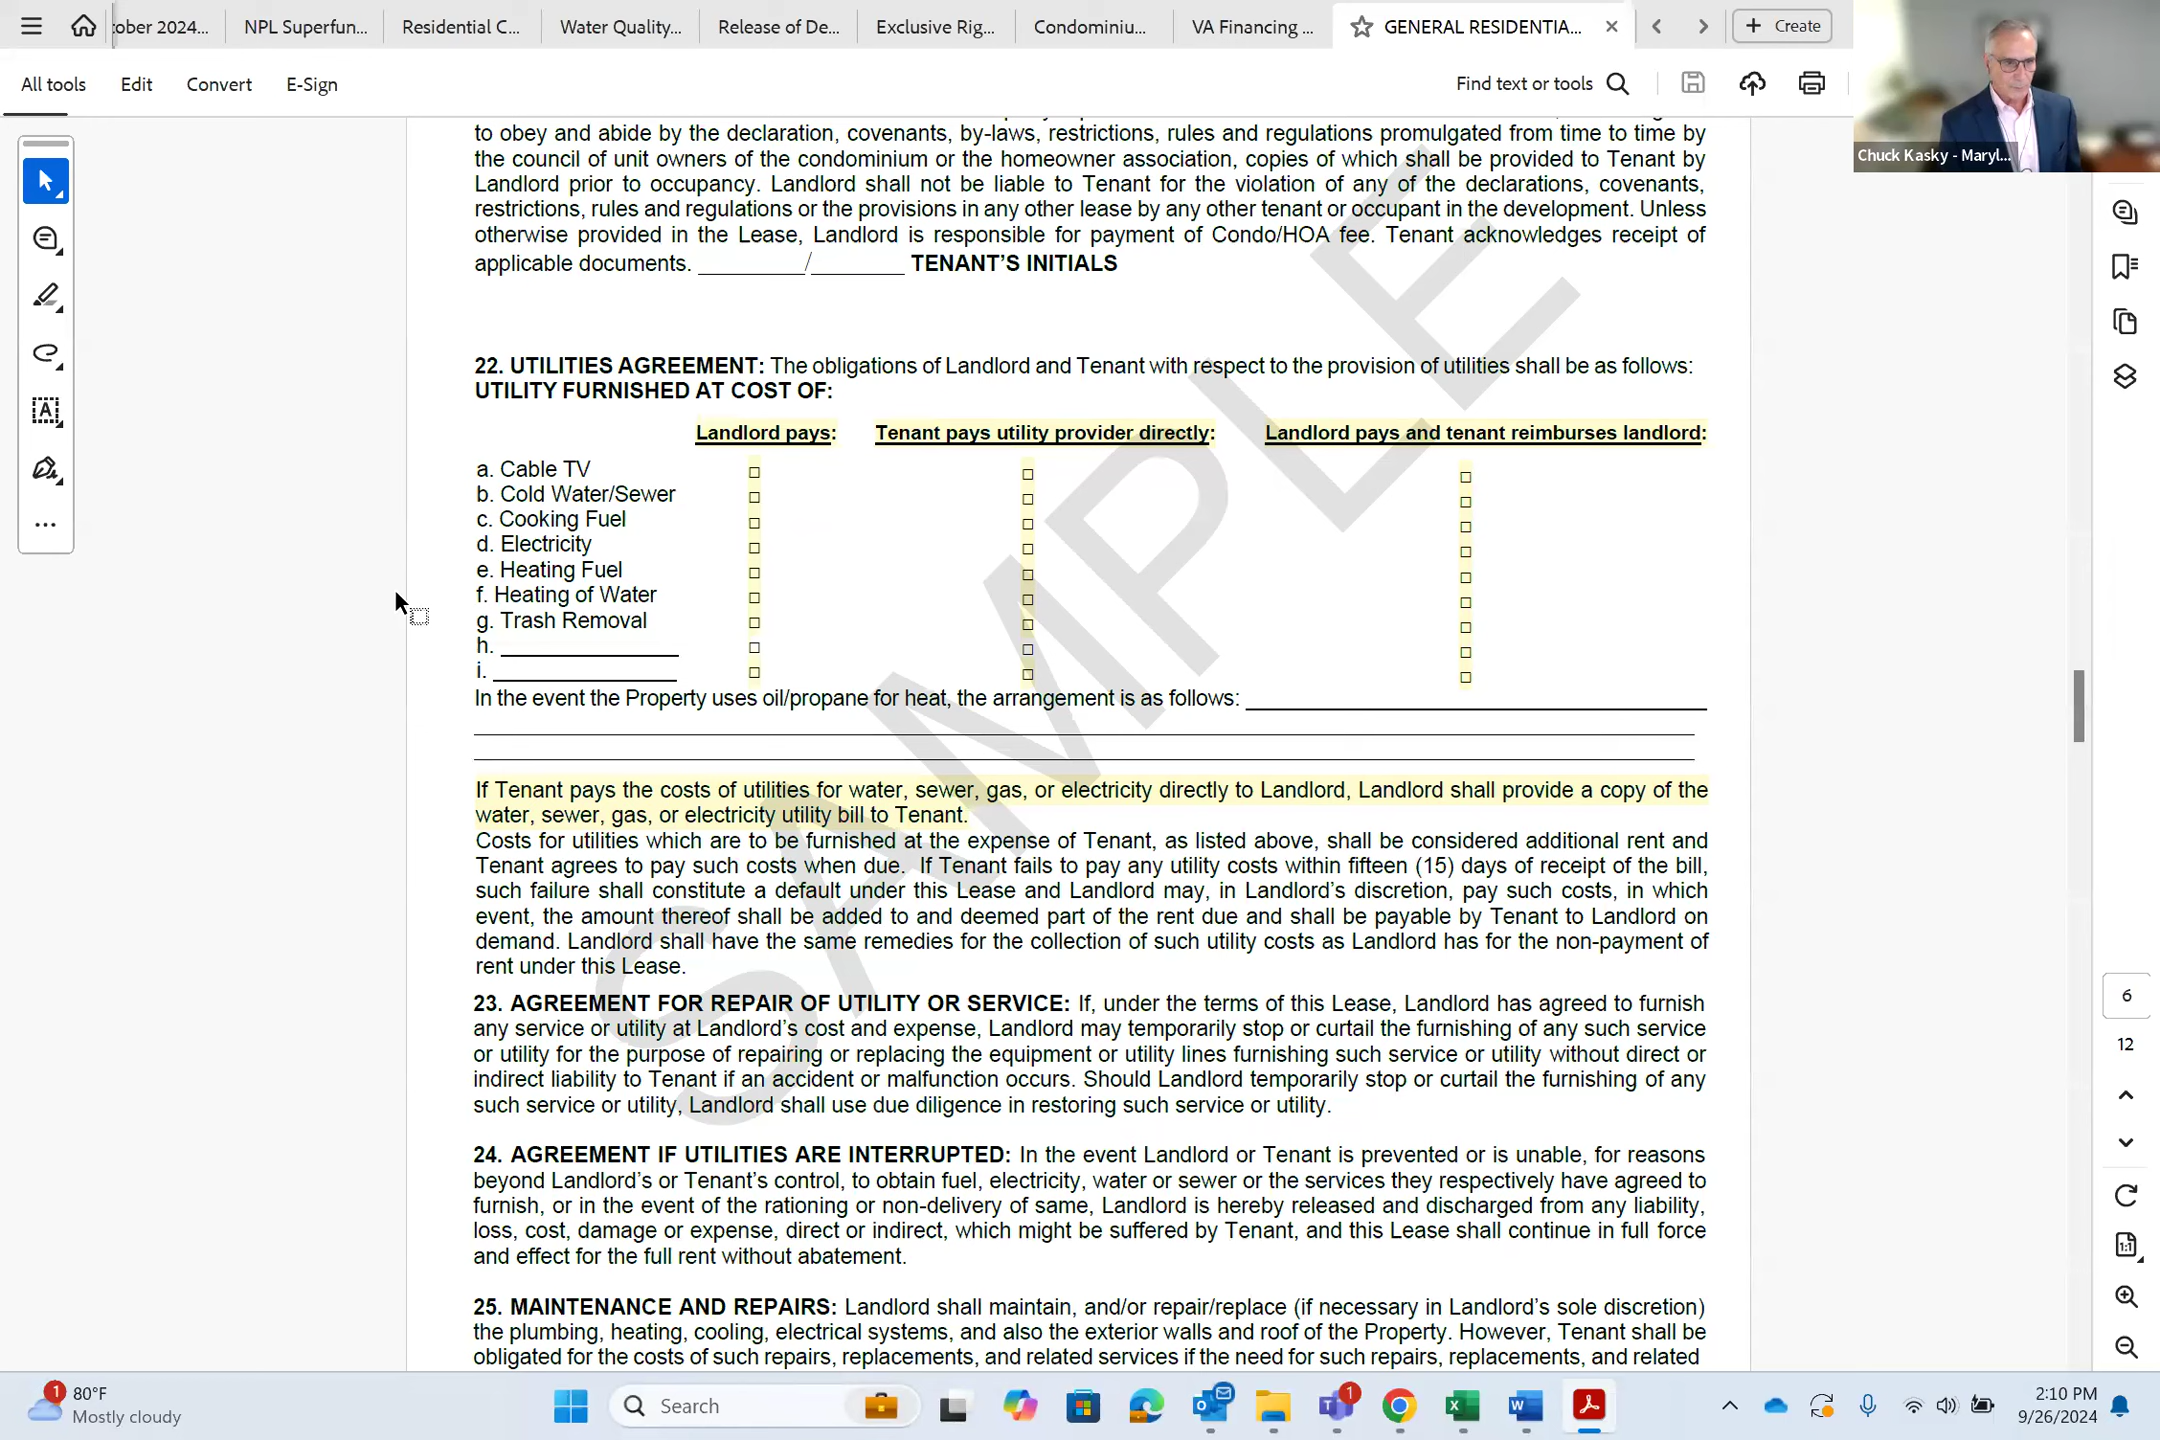 tober 2024...
NPL Superfun...
Residential C...
Water Quality...
Release of De...
Exclusive Rig...
Condominiu...
VA Financing ...
GENERAL RESIDENTIA...
Create
All tools
Edit
Convert
E-Sign
Find text or tools
Chuck Kasky - Maryl...
to obey and abide by the declaration, covenants, by-laws, restrictions, rules and regulations promulgated from time to time by
the council of unit owners of the condominium or the homeowner association, copies of which shall be provided to Tenant by
Landlord prior to occupancy. Landlord shall not be liable to Tenant for the violation of any of the declarations, covenants,
restrictions, rules and regulations or the provisions in any other lease by any other tenant or occupant in the development. Unless
otherwise provided in the Lease, Landlord is responsible for payment of Condo/HOA fee. Tenant acknowledges receipt of
applicable documents. _________/________ TENANT'S INITIALS
22. UTILITIES AGREEMENT: The obligations of Landlord and Tenant with respect to the provision of utilities shall be as follows:
UTILITY FURNISHED AT COST OF:
Landlord pays: Tenant pays utility provider directly: Landlord pays and tenant reimburses landlord:
a. Cable TV
b. Cold Water/Sewer
c. Cooking Fuel
d. Electricity
e. Heating Fuel
f. Heating of Water
g. Trash Removal
h. ________________
i. ________________
In the event the Property uses oil/propane for heat, the arrangement is as follows:
If Tenant pays the costs of utilities for water, sewer, gas, or electricity directly to Landlord, Landlord shall provide a copy of the
water, sewer, gas, or electricity utility bill to Tenant.
Costs for utilities which are to be furnished at the expense of Tenant, as listed above, shall be considered additional rent and
Tenant agrees to pay such costs when due. If Tenant fails to pay any utility costs within fifteen (15) days of receipt of the bill,
such failure shall constitute a default under this Lease and Landlord may, in Landlord's discretion, pay such costs, in which
event, the amount thereof shall be added to and deemed part of the rent due and shall be payable by Tenant to Landlord on
demand. Landlord shall have the same remedies for the collection of such utility costs as Landlord has for the non-payment of
rent under this Lease.
23. AGREEMENT FOR REPAIR OF UTILITY OR SERVICE: If, under the terms of this Lease, Landlord has agreed to furnish
any service or utility at Landlord's cost and expense, Landlord may temporarily stop or curtail the furnishing of any such service
or utility for the purpose of repairing or replacing the equipment or utility lines furnishing such service or utility without direct or
indirect liability to Tenant if an accident or malfunction occurs. Should Landlord temporarily stop or curtail the furnishing of any
such service or utility, Landlord shall use due diligence in restoring such service or utility.
24. AGREEMENT IF UTILITIES ARE INTERRUPTED: In the event Landlord or Tenant is prevented or is unable, for reasons
beyond Landlord's or Tenant's control, to obtain fuel, electricity, water or sewer or the services they respectively have agreed to
furnish, or in the event of the rationing or non-delivery of same, Landlord is hereby released and discharged from any liability,
loss, cost, damage or expense, direct or indirect, which might be suffered by Tenant, and this Lease shall continue in full force
and effect for the full rent without abatement.
25. MAINTENANCE AND REPAIRS: Landlord shall maintain, and/or repair/replace (if necessary in Landlord's sole discretion)
the plumbing, heating, cooling, electrical systems, and also the exterior walls and roof of the Property. However, Tenant shall be
obligated for the costs of such repairs, replacements, and related services if the need for such repairs, replacements, and related
SAMPLE
6
12
1
80°F
Mostly cloudy
Search
1
2:10 PM
9/26/2024